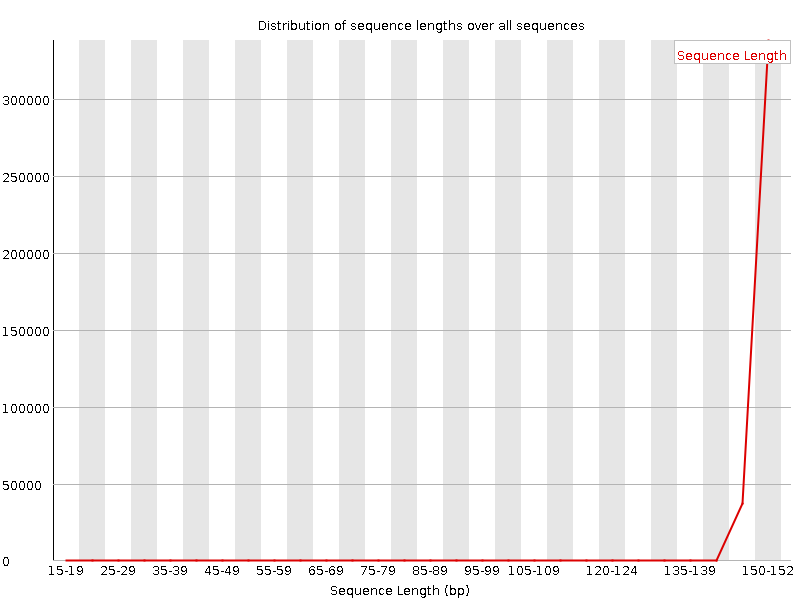 Distribution of sequence lengths over all sequences
Sequence Length
300000
250000
200000
150000
100000
50000
0
15-19 25-29 35-39 45-49 55-59 65-69 75-79 85-89 95-99 105-109 120-124 135-139 150-152
Sequence Length (bp)